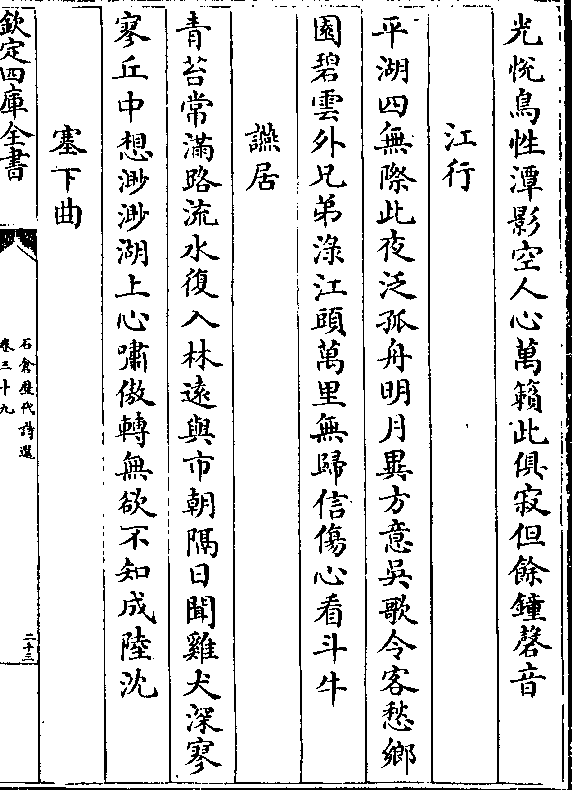 光悅鳥性潭影空人心萬籟此俱寂但餘鐘磬音
江行
平湖四無際此夜泛孤舟明月異方意吳歌令客愁鄉
園碧雲外兄弟淥江頭萬里無歸信傷心看斗牛
讌居
青苔常滿路流水復入林遠與市朝隔日聞雞犬深寥
寥丘中想渺渺湖上心嘯傲轉無欲不知成陸沈
塞下曲
欽定四庫全書
石倉歷代詩選
卷三十九
二十三